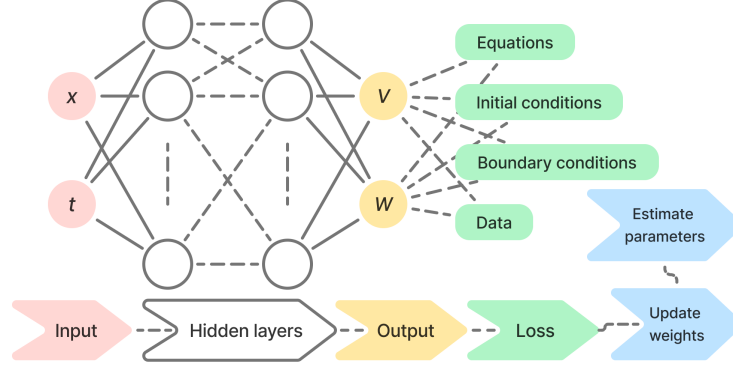 Equations
x
V
Initial conditions
Boundary conditions
t
W
Data
Estimate
parameters
Input
Hidden layers
Output
Loss
Update
weights